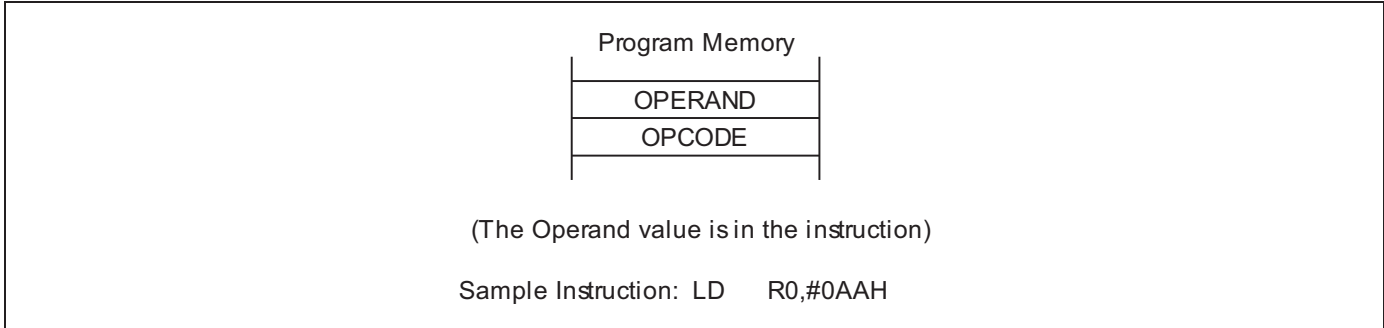 Program Memory
OPERAND
OPCODE
(The Operand value is in the instruction)
Sample Instruction: LD R0,#0AAH